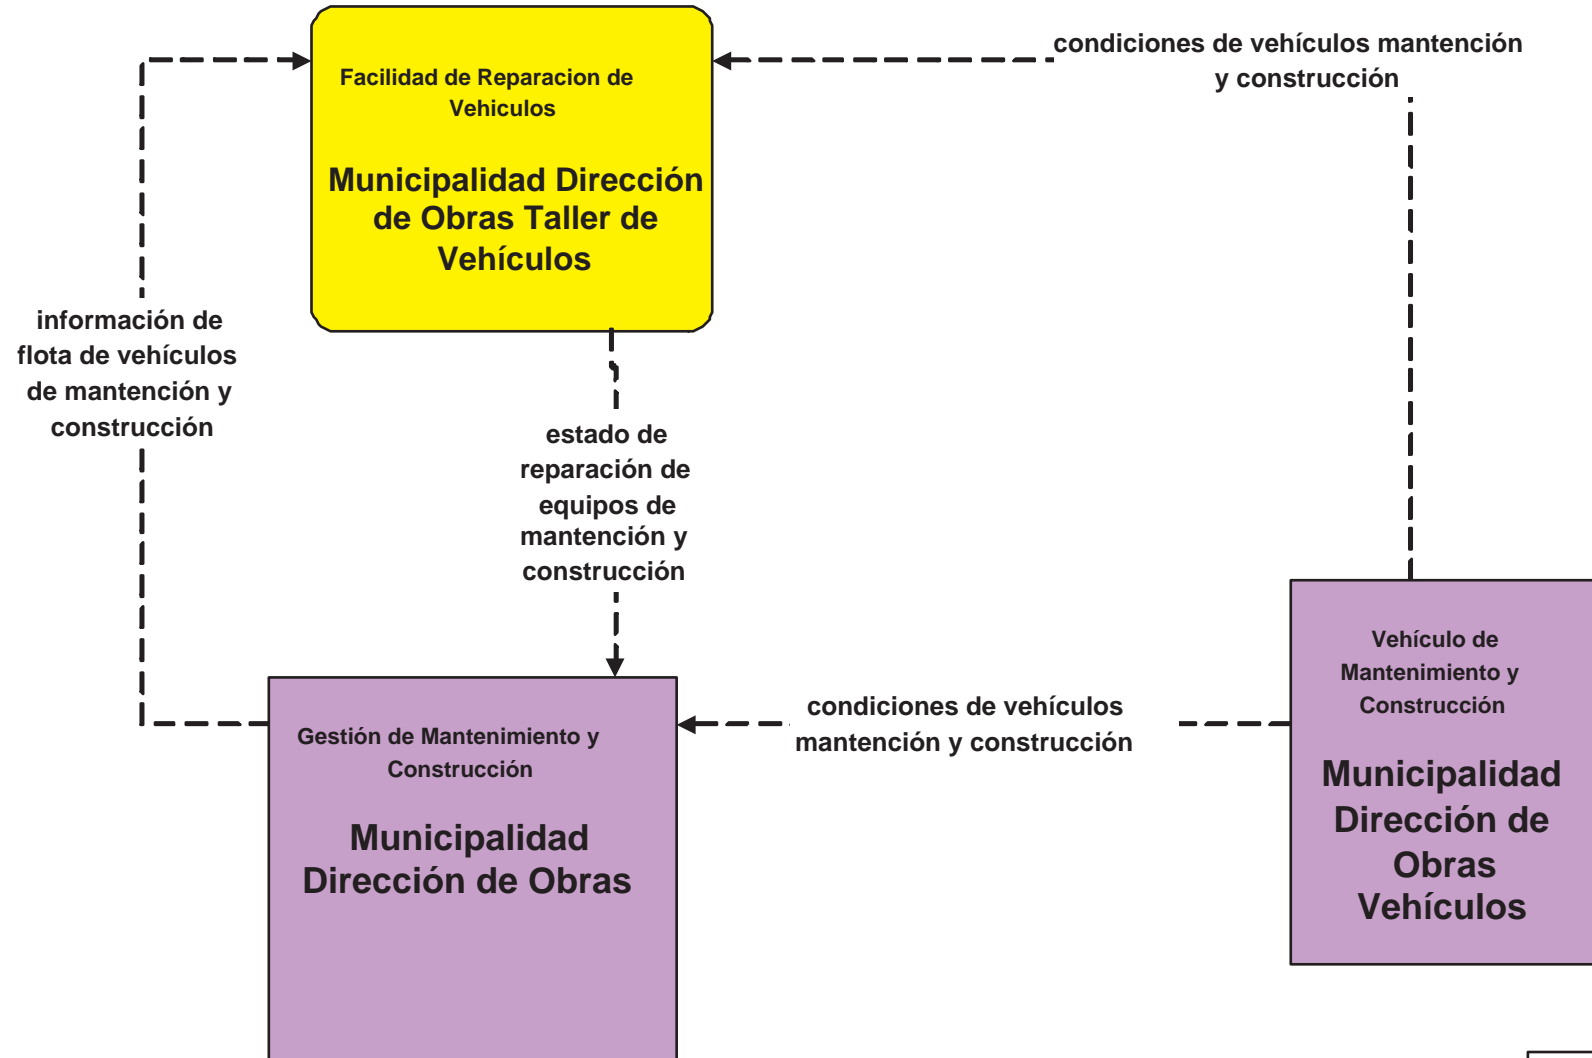 condiciones de vehículos mantención
y construcción
Facilidad de Reparacion de
Vehiculos
Municipalidad Dirección
de Obras Taller de
Vehículos
información de
flota de vehículos
de mantención y
construcción
estado de
reparación de
equipos de
mantención y
construcción
Vehículo de
Mantenimiento y
Construcción
Municipalidad
Dirección de
Obras
Vehículos
condiciones de vehículos
mantención y construcción
Gestión de Mantenimiento y
Construcción
Municipalidad
Dirección de Obras